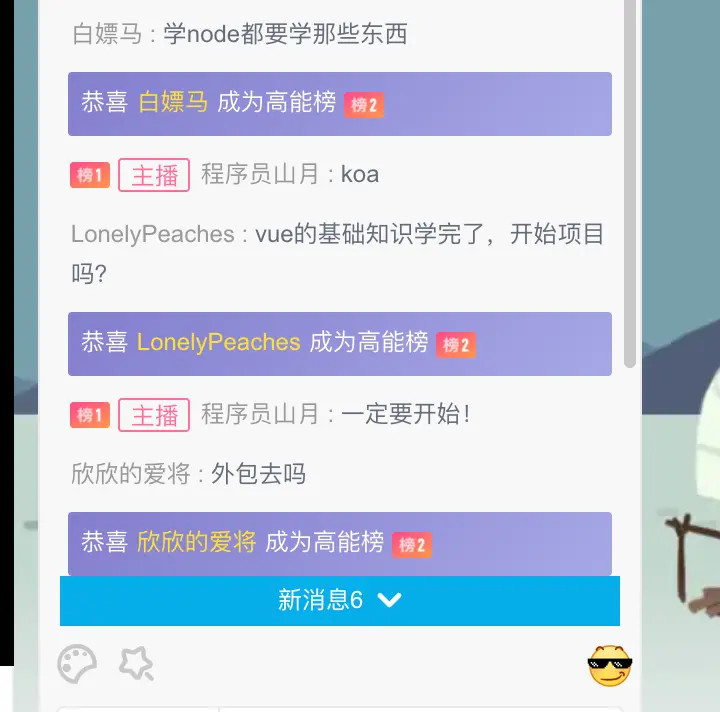 白嫖马 : 学node都要学那些东西
恭喜 白嫖马 成为高能榜 榜2
榜1 主播 程序员山月 : koa
LonelyPeaches : vue的基础知识学完了，开始项目
吗?
恭喜 LonelyPeaches 成为高能榜 榜2
榜1 主播 程序员山月 : 一定要开始！
欣欣的爱将 : 外包去吗
恭喜 欣欣的爱将 成为高能榜 榜2
新消息6